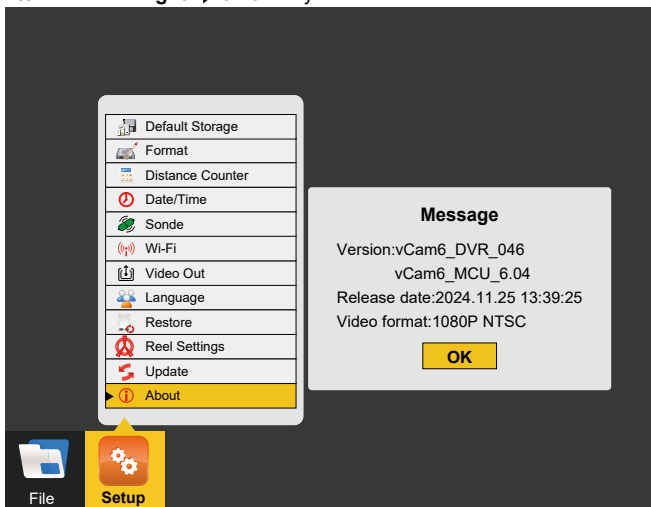 Default Storage
Format
Distance Counter
Date/Time
Sonde
Wi-Fi
Video Out
Language
Restore
Reel Settings
Update
About
Message
Version:vCam6_DVR_046
vCam6_MCU_6.04
Release date:2024.11.25 13:39:25
Video format:1080P NTSC
OK
File
Setup